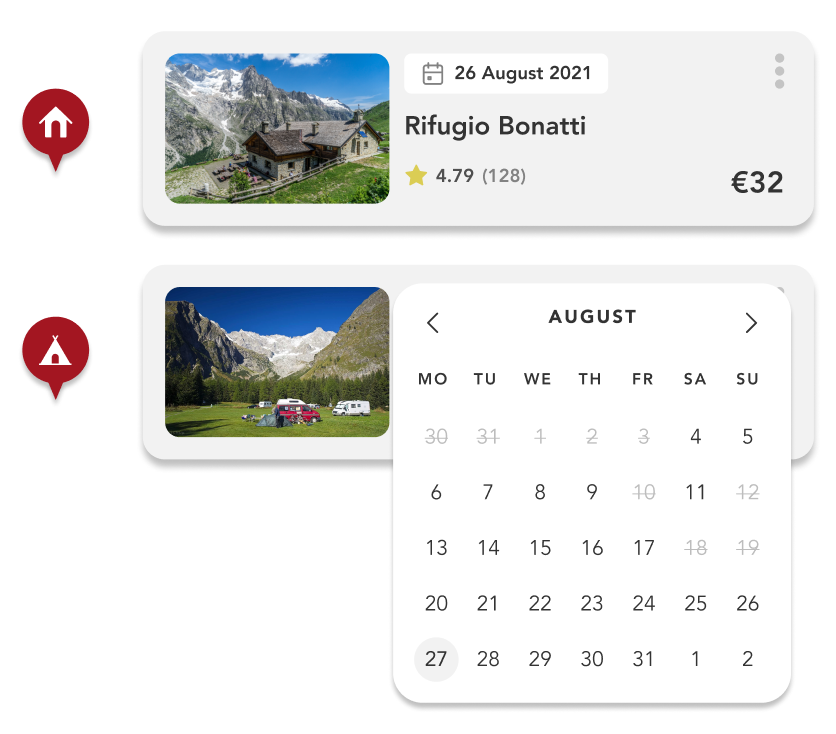 26 August 2021
Rifugio Bonatti
4.79 (128)
€32
AUGUST
MO TU WE TH FR SA SU
30 31 1 2 3 4 5
6 7 8 9 10 11 12
13 14 15 16 17 18 19
20 21 22 23 24 25 26
27 28 29 30 31 1 2